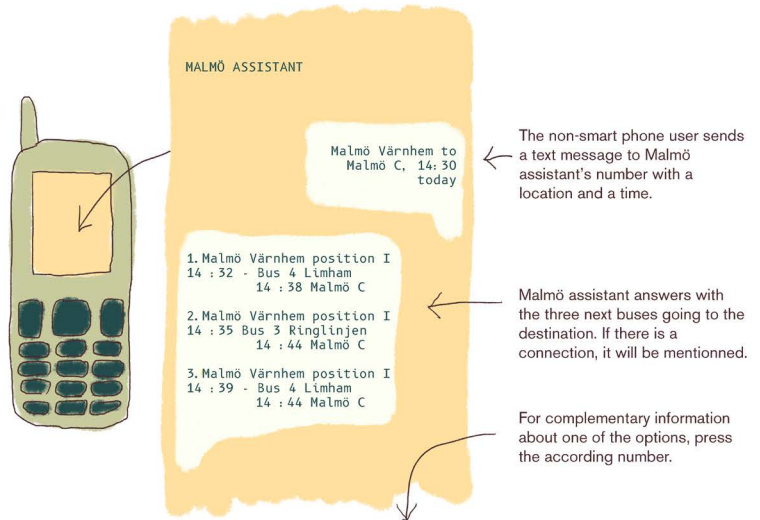 MALMÖ ASSISTANT
Malmö Värnhem to
Malmö C, 14:30
today
The non-smart phone user sends
a text message to Malmö
assistant's number with a
location and a time.
1. Malmö Värnhem position I
14 :32 - Bus 4 Limham
14 :38 Malmö C
2. Malmö Värnhem position I
14 :35 Bus 3 Ringlinjen
14 :44 Malmö C
3. Malmö Värnhem position I
14 :39 - Bus 4 Limham
14 :44 Malmö C
Malmö assistant answers with
the three next buses going to the
destination. If there is a
connection, it will be mentionned.
For complementary information
about one of the options, press
the according number.